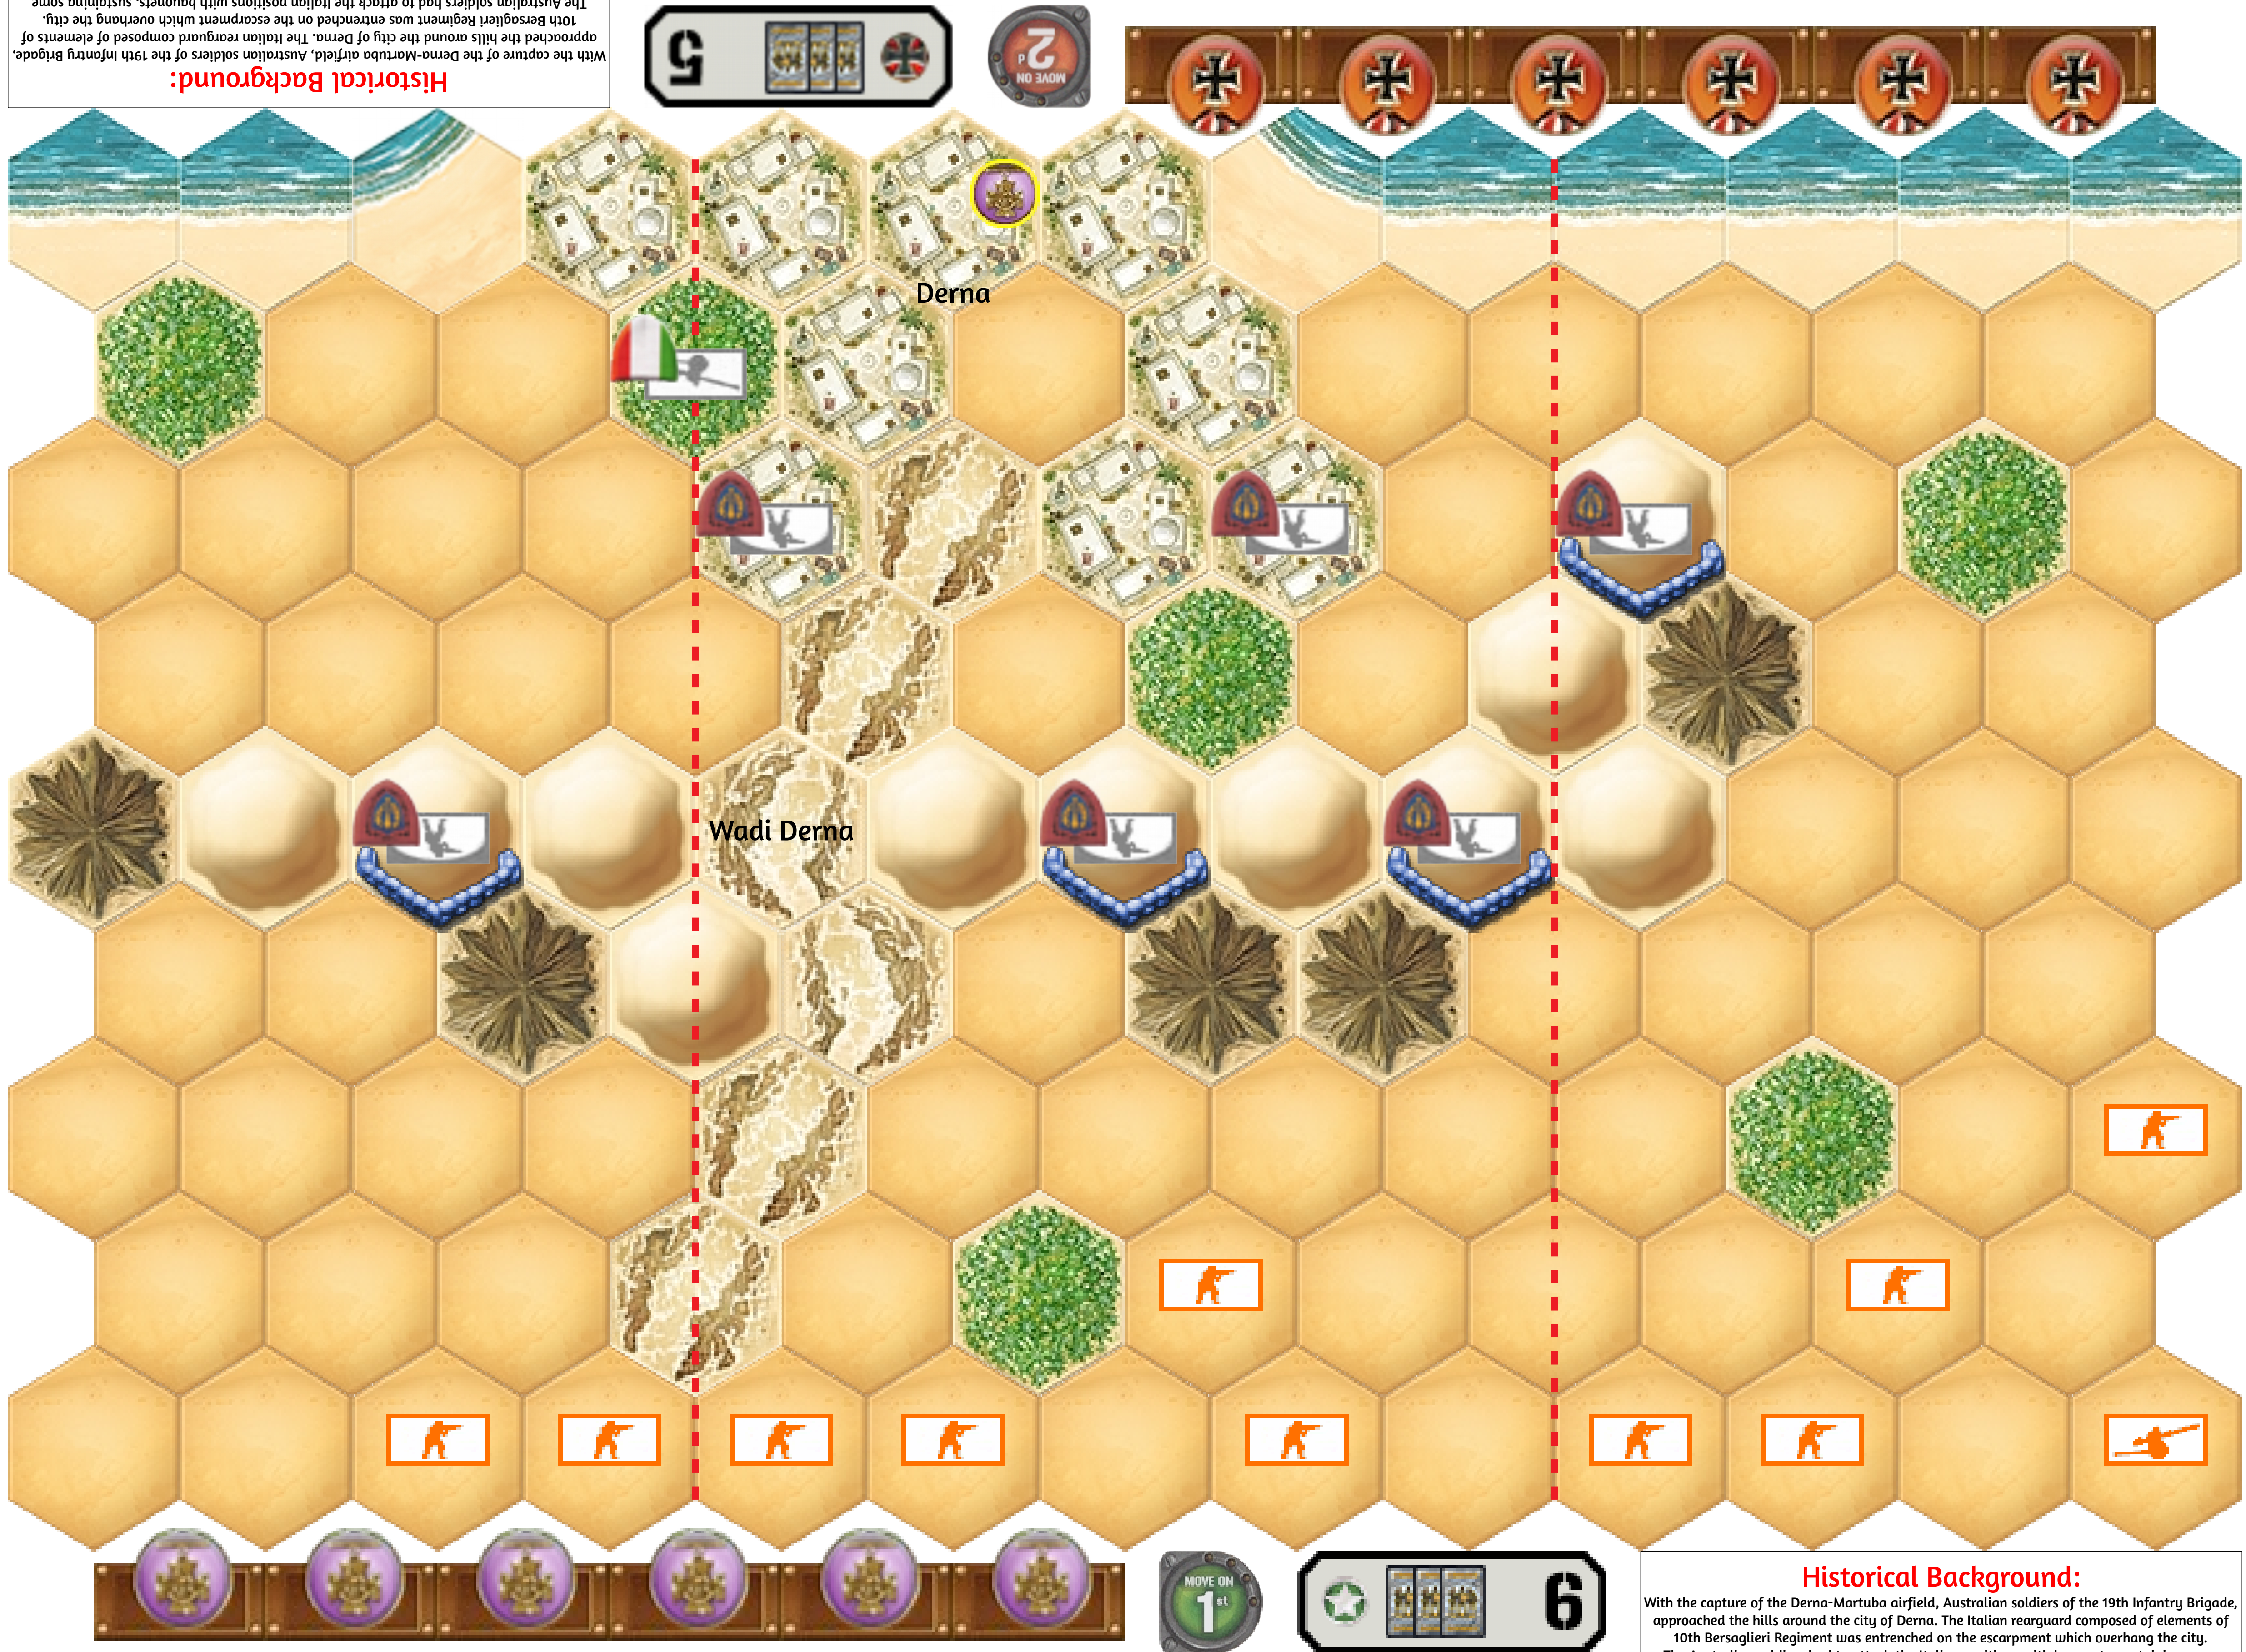 The Australian soldiers had to attack the Italian positions with bayonets, sustaining some
10th Bersaglieri Regiment was entrenched on the escarpment which overhang the city.
approached the hills around the city of Derna. The Italian rearguard composed of elements of
With the capture of the Derna-Martuba airfield, Australian soldiers of the 19th Infantry Brigade,
Historical Background:
5
MOVE ON
2nd
Derna
Wadi Derna
MOVE ON
1st
6
Historical Background:
With the capture of the Derna-Martuba airfield, Australian soldiers of the 19th Infantry Brigade,
approached the hills around the city of Derna. The Italian rearguard composed of elements of
10th Bersaglieri Regiment was entrenched on the escarpment which overhang the city.